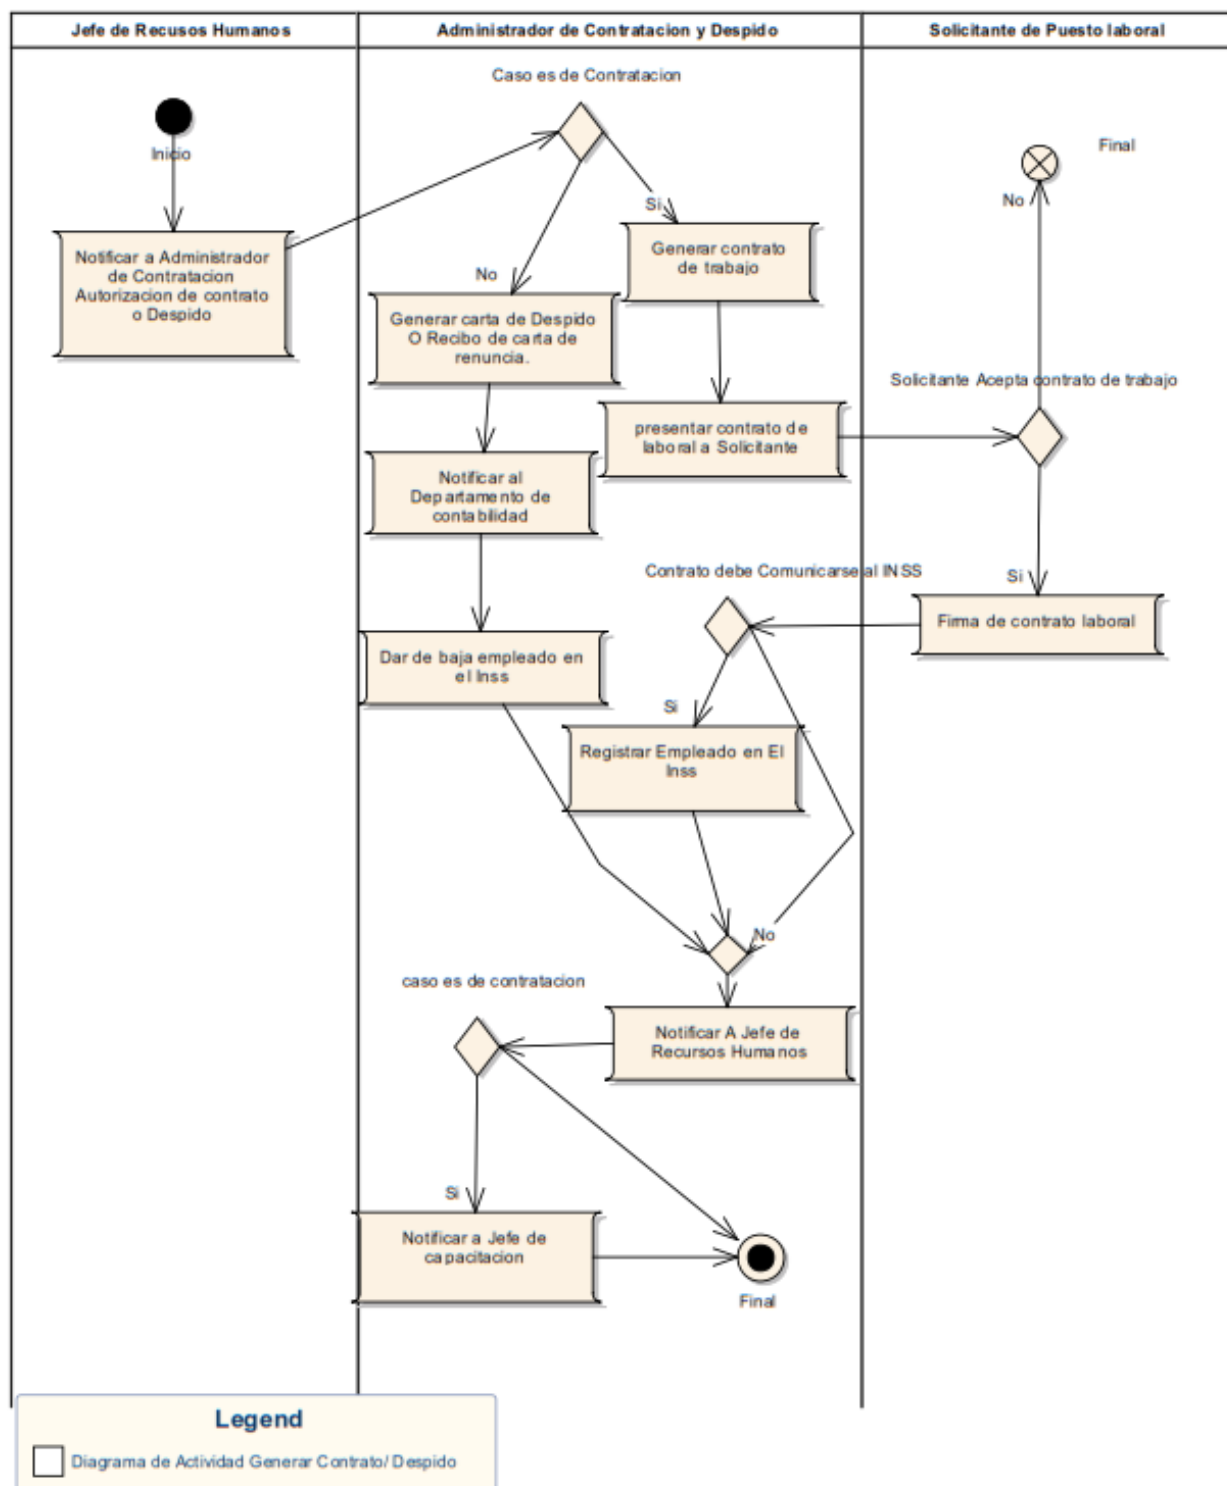 Jefe de Recusos Humanos
Administrador de Contratacion y Despido
Solicitante de Puesto laboral
Caso es de Contratacion
Inicio
Final
No
Si
Notificar a Administrador
de Contratacion
Autorizacion de contrato
o Despido
Generar contrato
de trabajo
No
Generar carta de Despido
O Recibo de carta de
renuncia.
Solicitante Acepta contrato de trabajo
presentar contrato de
laboral a Solicitante
Notificar al
Departamento de
contabilidad
Contrato debe Comunicarse al INSS
Si
Firma de contrato laboral
Dar de baja empleado en
el Inss
Si
Registrar Empleado en El
Inss
No
caso es de contratacion
Notificar A Jefe de
Recursos Humanos
Si
Notificar a Jefe de
capacitacion
Final
Legend
Diagrama de Actividad Generar Contrato/ Despido